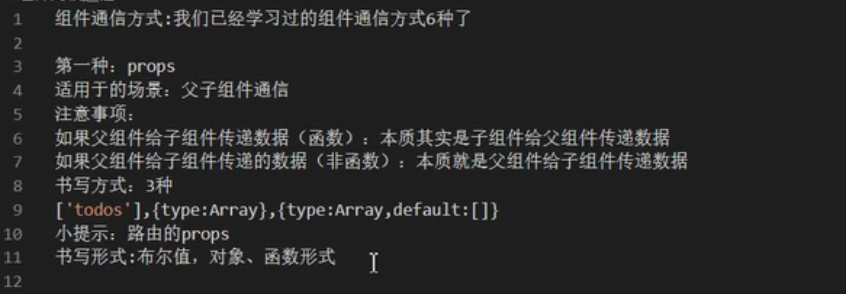 1 组件通信方式:我们已经学习过的组件通信方式6种了
2
3 第一种: props
4 适用于的场景: 父子组件通信
5 注意事项:
6 如果父组件给子组件传递数据（函数）: 本质其实是子组件给父组件传递数据
7 如果父组件给子组件传递的数据（非函数）: 本质就是父组件给子组件传递数据
8 书写方式: 3种
9 ['todos'],{type:Array},{type:Array,default:[]}
10 小提示: 路由的props
11 书写形式:布尔值，对象、函数形式
12